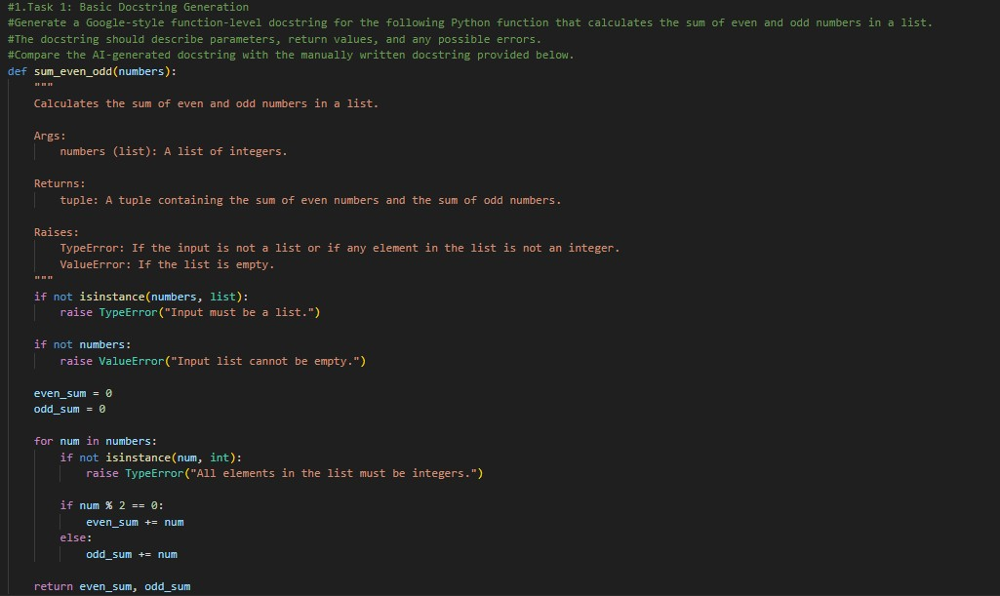 #1.Task 1: Basic Docstring Generation
#Generate a Google-style function-level docstring for the following Python function that calculates the sum of even and odd numbers in a list.
#The docstring should describe parameters, return values, and any possible errors.
#Compare the AI-generated docstring with the manually written docstring provided below.
def sum_even_odd(numbers):
    """
    Calculates the sum of even and odd numbers in a list.

    Args:
        numbers (list): A list of integers.

    Returns:
        tuple: A tuple containing the sum of even numbers and the sum of odd numbers.

    Raises:
        TypeError: If the input is not a list or if any element in the list is not an integer.
        ValueError: If the list is empty.
    """
    if not isinstance(numbers, list):
        raise TypeError("Input must be a list.")

    if not numbers:
        raise ValueError("Input list cannot be empty.")

    even_sum = 0
    odd_sum = 0

    for num in numbers:
        if not isinstance(num, int):
            raise TypeError("All elements in the list must be integers.")

        if num % 2 == 0:
            even_sum += num
        else:
            odd_sum += num

    return even_sum, odd_sum